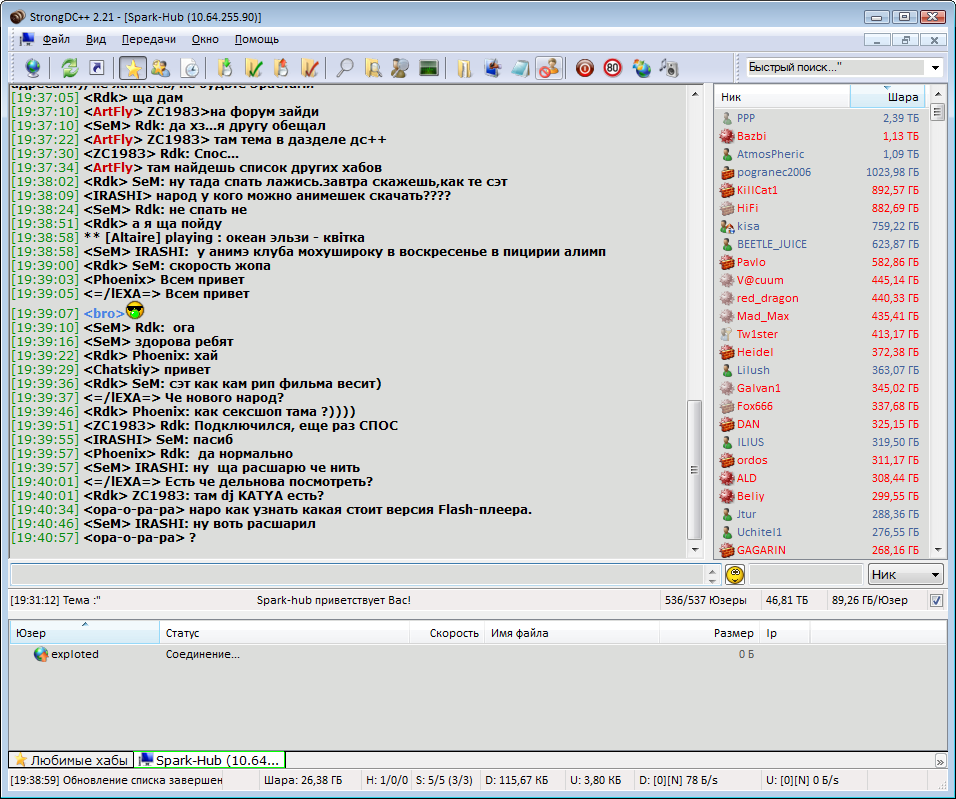 StrongDC++ 2.21 - [Spark-Hub (10.64.255.90)]
Файл Вид Передачи Окно Помощь
80 Быстрый поиск..."
[19:37:05] <Rdk> ща дам
[19:37:10] <ArtFly> ZC1983>на форум зайди
[19:37:10] <SeM> Rdk: да хз...я другу обещал
[19:37:22] <ArtFly> ZC1983> там тема в дазделе дс++
[19:37:30] <ZC1983> Rdk: Спос...
[19:37:34] <ArtFly> там найдешь список других хабов
[19:38:02] <Rdk> SeM: ну тада спать лажись.завтра скажешь,как те сэт
[19:38:09] <IRASHI> народ у кого можно анимешек скачать????
[19:38:24] <SeM> Rdk: не спать не
[19:38:51] <Rdk> а я ща пойду
[19:38:58] ** [Altaire] playing : океан эльзи - квітка
[19:38:58] <SeM> IRASHI:  у анимэ клуба мохушироку в воскресенье в пицирии алимп
[19:39:00] <Rdk> SeM: скорость жопа
[19:39:03] <Phoenix> Всем привет
[19:39:05] <=/lEXA=> Всем привет
[19:39:07] <bro>
[19:39:10] <SeM> Rdk:  ога
[19:39:16] <SeM> здорова ребят
[19:39:22] <Rdk> Phoenix: хай
[19:39:29] <Chatskiy> привет
[19:39:36] <Rdk> SeM: сэт как кам рип фильма весит)
[19:39:37] <=/lEXA=> Че нового народ?
[19:39:46] <Rdk> Phoenix: как сексшоп тама ?))))
[19:39:51] <ZC1983> Rdk: Подключился, еще раз СПОС
[19:39:55] <IRASHI> SeM: пасиб
[19:39:57] <Phoenix> Rdk:  да нормально
[19:39:57] <SeM> IRASHI: ну  ща расшарю че нить
[19:40:01] <=/lEXA=> Есть че дельнова посмотреть?
[19:40:01] <Rdk> ZC1983: там dj KATYA есть?
[19:40:34] <ора-о-ра-ра> наро как узнать какая стоит версия Flash-плеера.
[19:40:46] <SeM> IRASHI: ну воть расшарил
[19:40:57] <ора-о-ра-ра> ?
Ник Шара
PPP 2,39 ТБ
Bazbi 1,13 ТБ
AtmosPheric 1,09 ТБ
pogranec2006 1023,98 ГБ
KillCat1 892,57 ГБ
HiFi 882,69 ГБ
kisa 759,22 ГБ
BEETLE_JUICE 623,87 ГБ
Pavlo 582,86 ГБ
V@cuum 445,14 ГБ
red_dragon 440,33 ГБ
Mad_Max 435,41 ГБ
Tw1ster 413,17 ГБ
Heidel 372,38 ГБ
Lilush 363,07 ГБ
Galvan1 345,02 ГБ
Fox666 337,68 ГБ
DAN 325,15 ГБ
ILIUS 319,50 ГБ
ordos 311,17 ГБ
ALD 308,44 ГБ
Beliy 299,55 ГБ
Jtur 288,36 ГБ
Uchitel1 276,55 ГБ
GAGARIN 268,16 ГБ
Ник
[19:31:12] Тема :" Spark-hub приветствует Вас! 536/537 Юзеры 46,81 ТБ 89,26 ГБ/Юзер
Юзер Статус Скорость Имя файла Размер Ip
exploted Соединение... 0 Б
Любимые хабы Spark-Hub (10.64....
[19:38:59] Обновление списка завершен Шара: 26,38 ГБ H: 1/0/0 S: 5/5 (3/3) D: 115,67 КБ U: 3,80 КБ D: [0][N] 78 Б/s U: [0][N] 0 Б/s